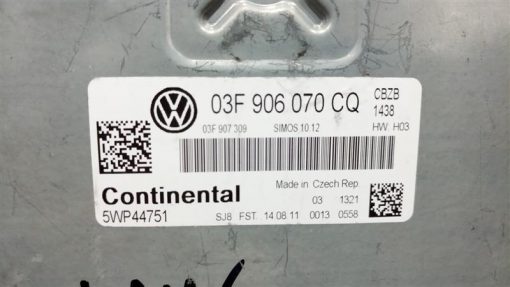 03F 906 070 CQ CBZB
1438
03F 907 309 SIMOS 10.12 HW. H03
Continental
Made in Czech Rep.
03 1321
5WP44751
SJ8 FST. 14 08 11 0013 0558